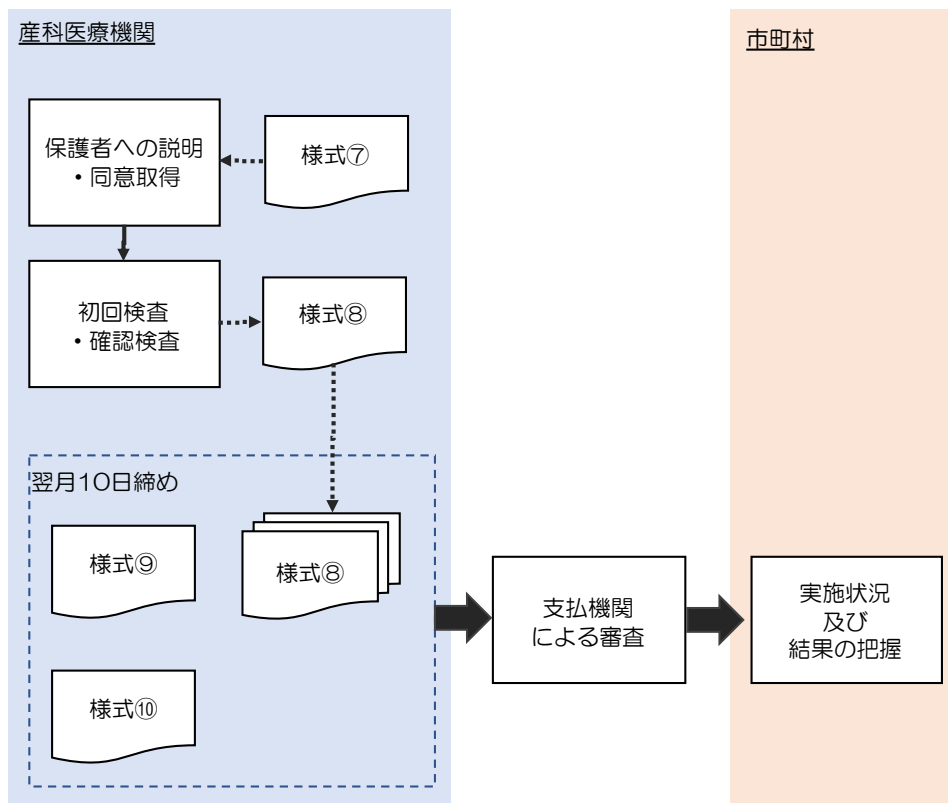 産科医療機関
市町村
保護者への説明
・同意取得
様式⑦
初回検査
・確認検査
様式⑧
翌月10日締め
様式⑨
様式⑧
様式⑩
支払機関
による審査
実施状況
及び
結果の把握